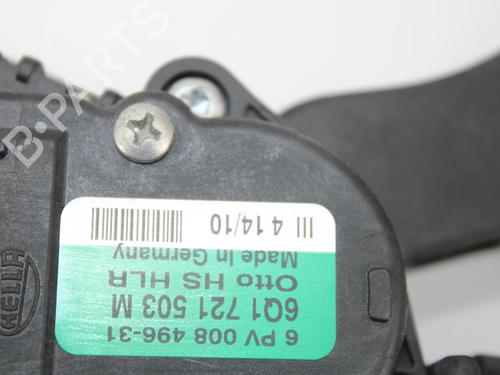 6 PV 008 496-31
6Q1 721 503 M
Otto HS HLR
Made in Germany
III 4 14/10
HELLA
B-PARTS